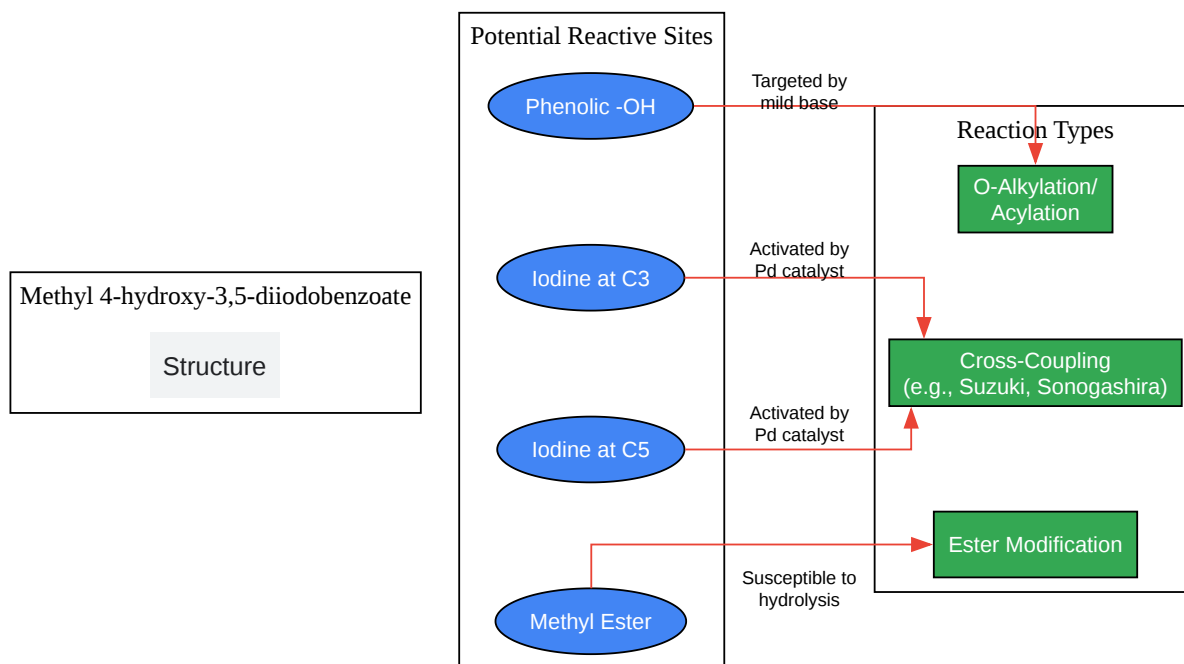 Potential Reactive Sites
Phenolic -OH
Targeted by
mild base
Reaction Types
O-Alkylation/
Acylation
Methyl 4-hydroxy-3,5-diiodobenzoate
Structure
Iodine at C3
Activated by
Pd catalyst
Cross-Coupling
(e.g., Suzuki, Sonogashira)
Iodine at C5
Activated by
Pd catalyst
Ester Modification
Susceptible to
hydrolysis
Methyl Ester